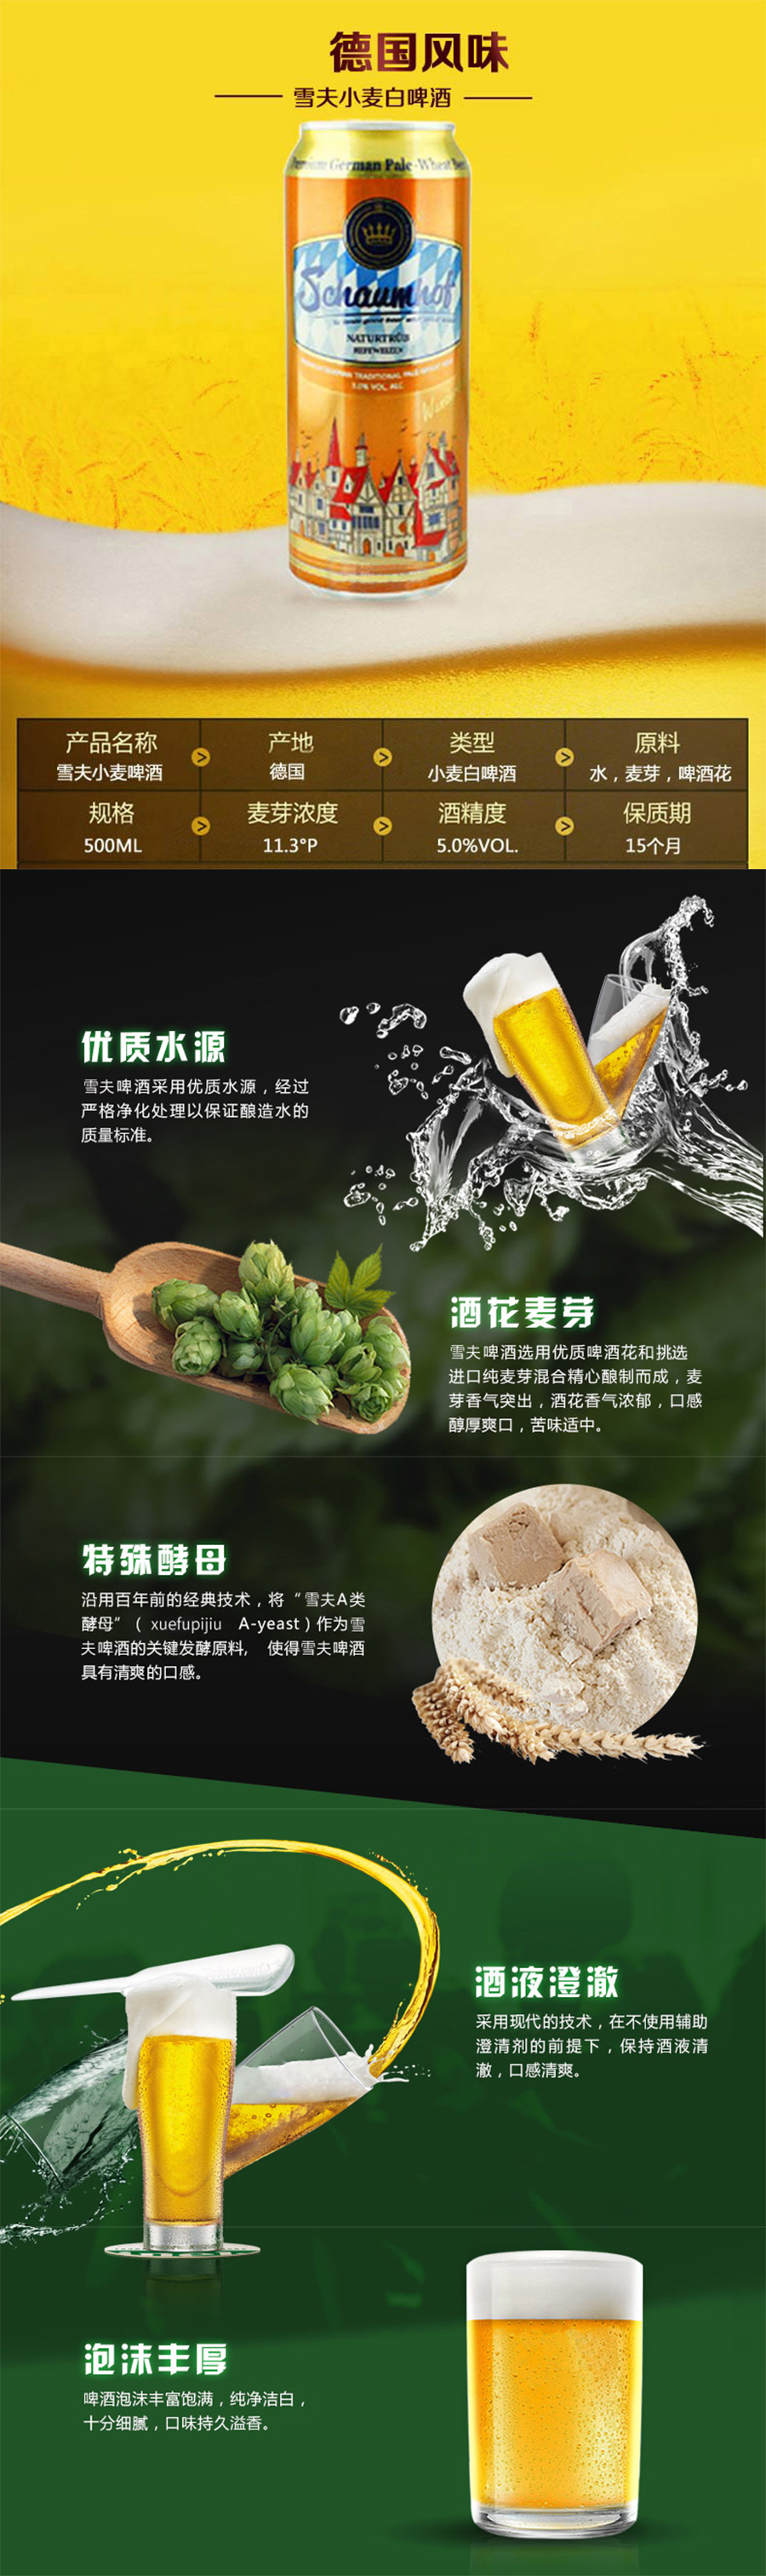 德国风味
雪夫小麦白啤酒
German Pale-Wheat
Schaumhof
NATURTRÜB
HEFEWEIZEN
5.0% VOL. ALC
产品名称
雪夫小麦啤酒
产地
德国
类型
小麦白啤酒
原料
水，麦芽，啤酒花
规格
500ML
麦芽浓度
11.3°P
酒精度
5.0%VOL.
保质期
15个月
优质水源
雪夫啤酒采用优质水源，经过
严格净化处理以保证酿造水的
质量标准。
酒花麦芽
雪夫啤酒选用优质啤酒花和挑选
进口纯麦芽混合精心酿制而成，麦
芽香气突出，酒花香气浓郁，口感
醇厚爽口，苦味适中。
特殊酵母
沿用百年前的经典技术，将“雪夫A类
酵母”（ xuefupijiu A-yeast）作为雪
夫啤酒的关键发酵原料， 使得雪夫啤酒
具有清爽的口感。
酒液澄澈
采用现代的技术，在不使用辅助
澄清剂的前提下，保持酒液清
澈，口感清爽。
泡沫丰厚
啤酒泡沫丰富饱满，纯净洁白，
十分细腻，口味持久溢香。